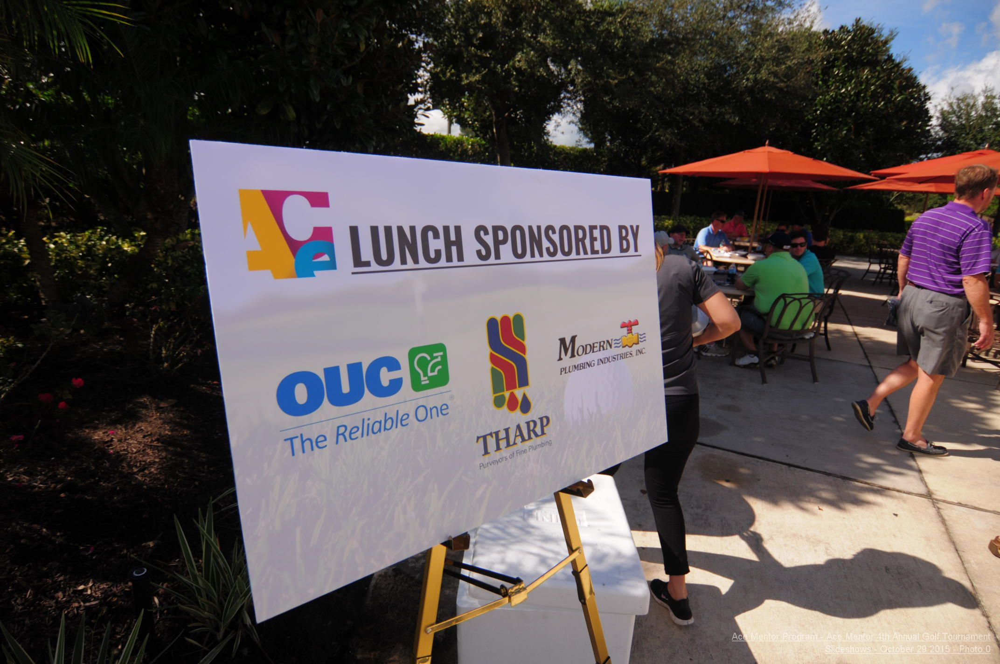 Ace
LUNCH SPONSORED BY
OUC
The Reliable One®
THARP
Purveyors of Fine Plumbing
MODERN
PLUMBING INDUSTRIES, INC.
Ace Mentor Program - Ace Mentor 4th Annual Golf Tournament
Slideshows - October 29 2015 - Photo 0